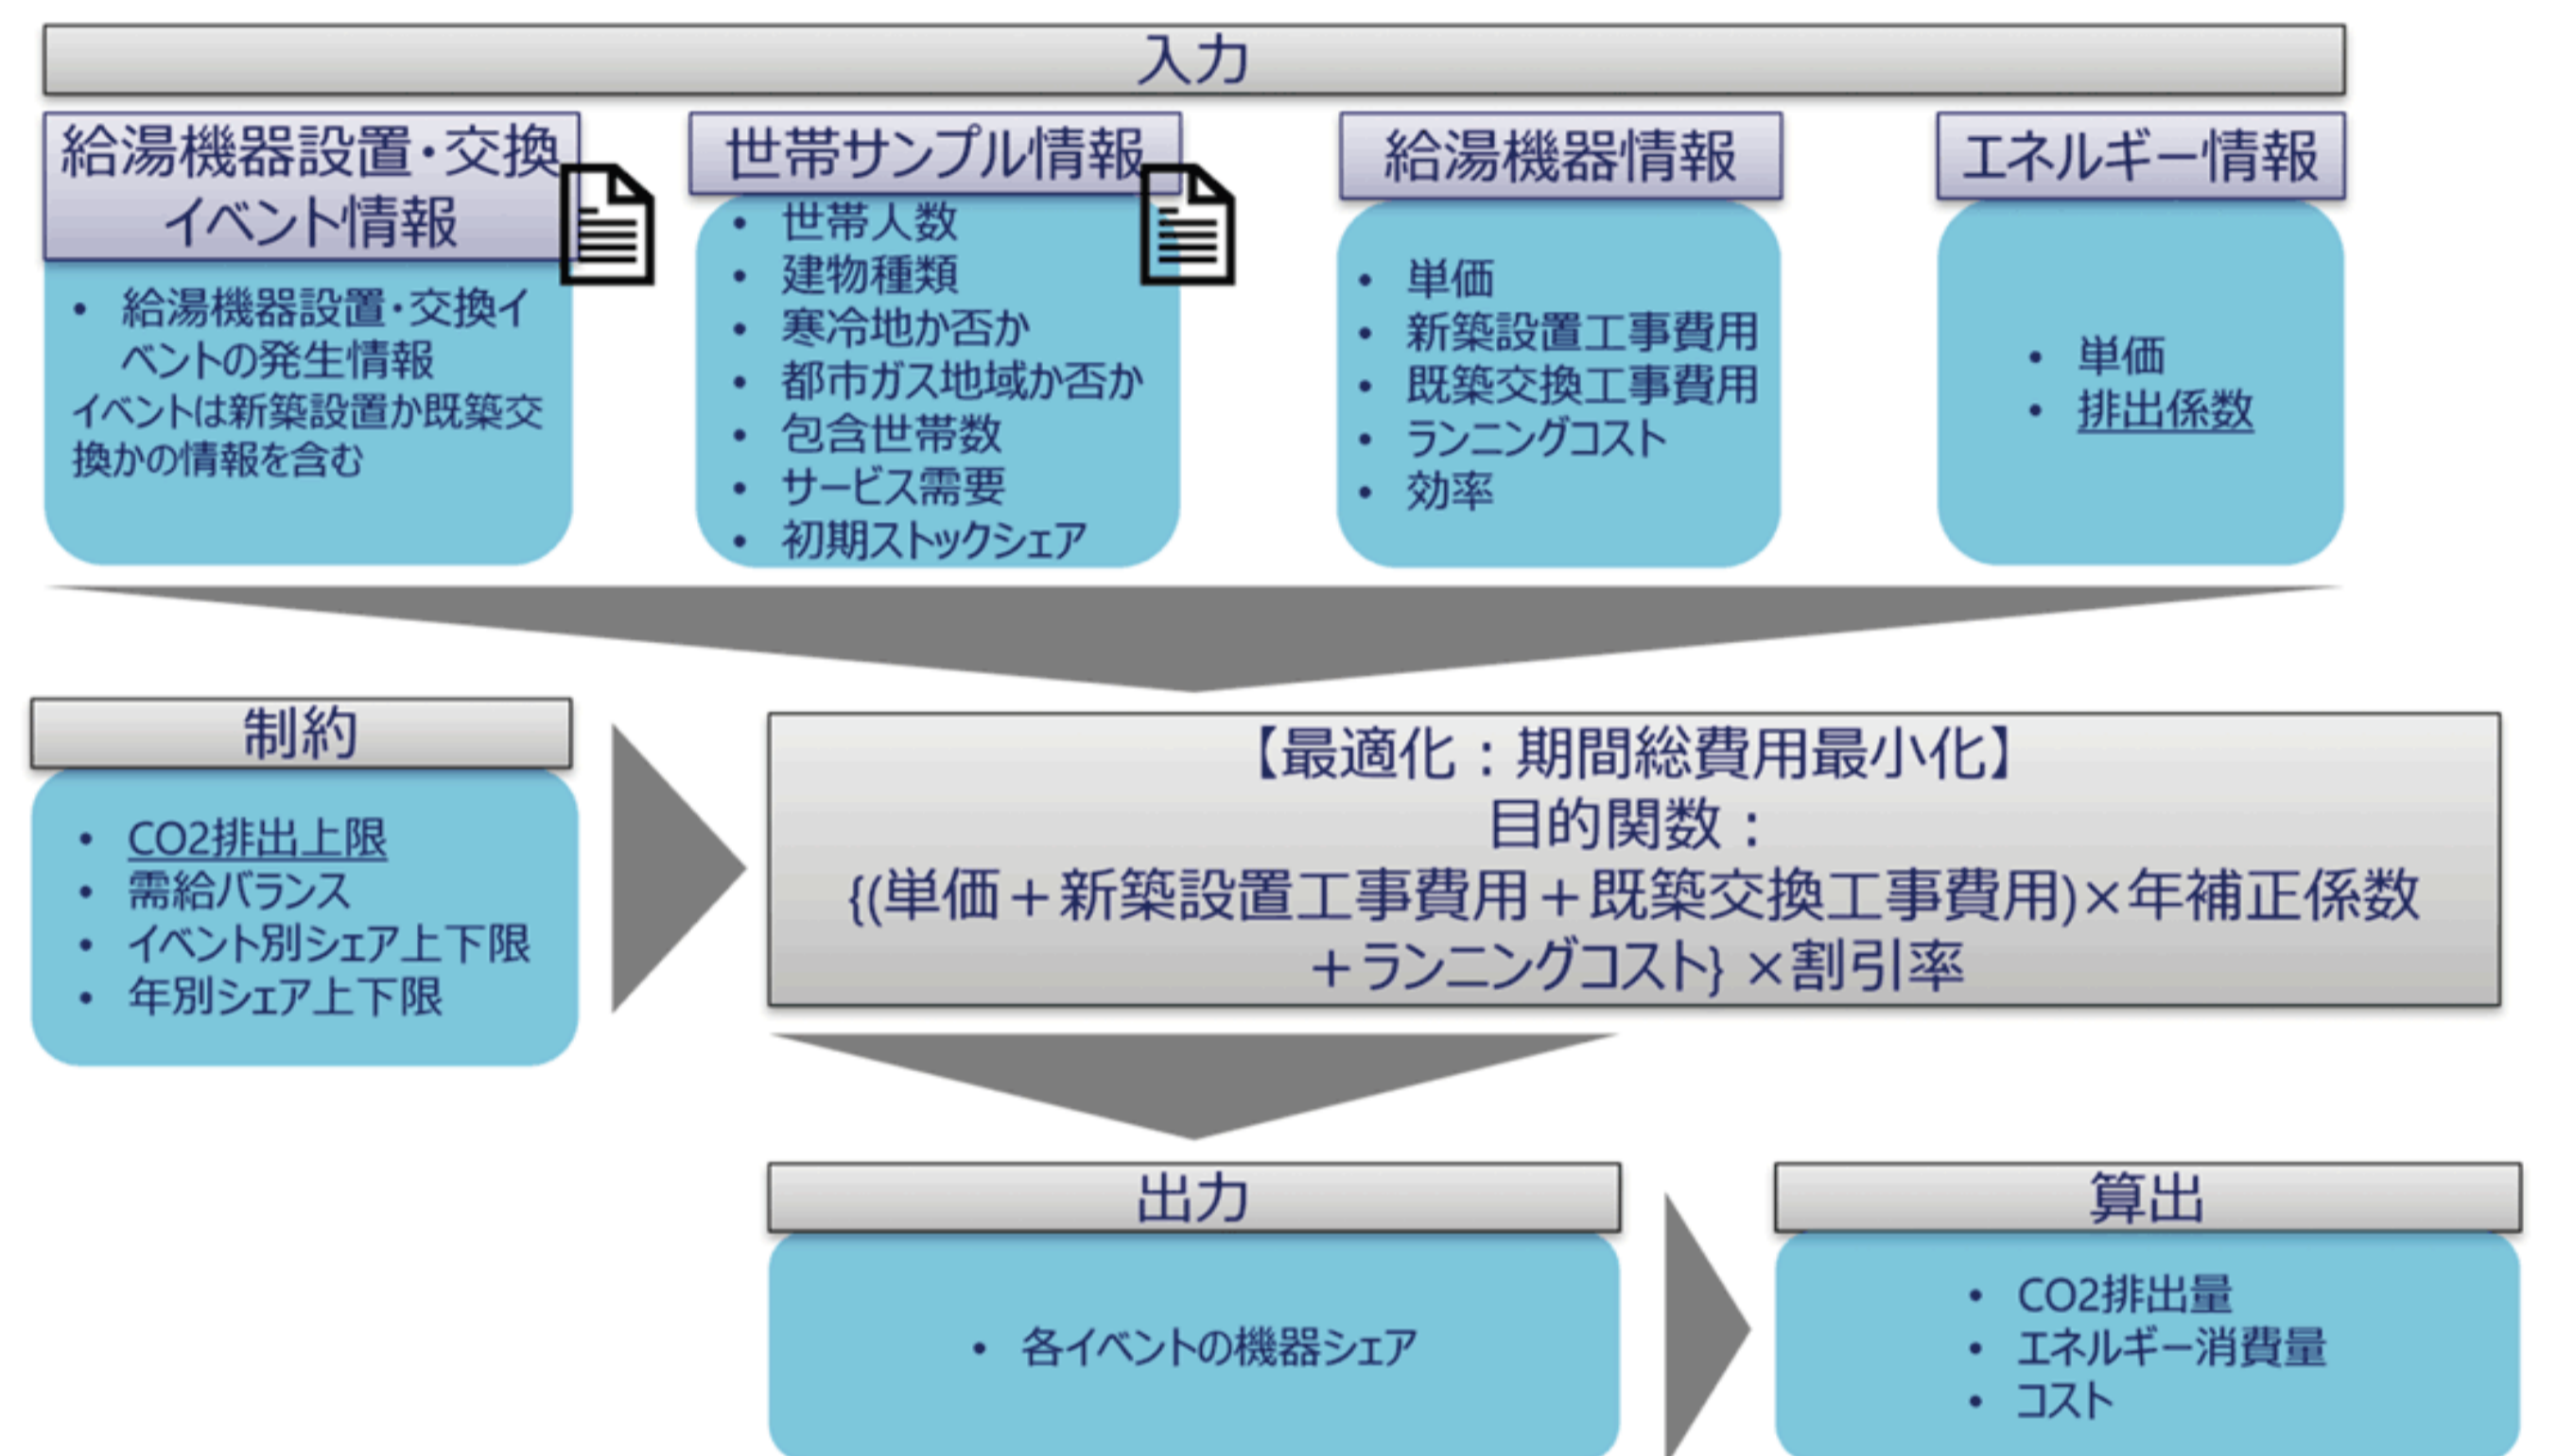 入力
給湯機器設置・交換
イベント情報
• 給湯機器設置・交換イ
ベントの発生情報
イベントは新築設置か既築交
換かの情報を含む
世帯サンプル情報
• 世帯人数
• 建物種類
• 寒冷地か否か
• 都市ガス地域か否か
• 包含世帯数
• サービス需要
• 初期ストックシェア
給湯機器情報
• 単価
• 新築設置工事費用
• 既築交換工事費用
• ランニングコスト
• 効率
エネルギー情報
• 単価
• 排出係数
制約
• CO2排出上限
• 需給バランス
• イベント別シェア上下限
• 年別シェア上下限
【最適化：期間総費用最小化】
目的関数：
{(単価＋新築設置工事費用＋既築交換工事費用)×年補正係数
＋ランニングコスト} ×割引率
出力
• 各イベントの機器シェア
算出
• CO2排出量
• エネルギー消費量
• コスト